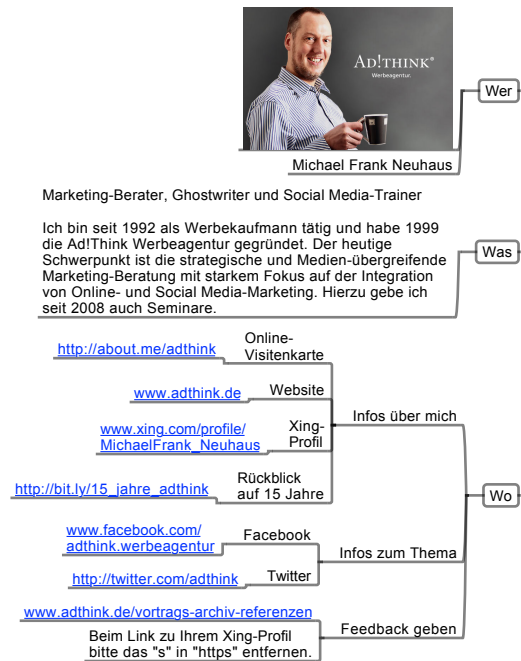 AD!THINK®
Werbeagentur.
Wer
Michael Frank Neuhaus
Marketing-Berater, Ghostwriter und Social Media-Trainer
Ich bin seit 1992 als Werbekaufmann tätig und habe 1999
die Ad!Think Werbeagentur gegründet. Der heutige
Schwerpunkt ist die strategische und Medien-übergreifende
Marketing-Beratung mit starkem Fokus auf der Integration
von Online- und Social Media-Marketing. Hierzu gebe ich
seit 2008 auch Seminare.
Was
http://about.me/adthink
Online-
Visitenkarte
www.adthink.de
Website
www.xing.com/profile/
MichaelFrank_Neuhaus
Xing-
Profil
http://bit.ly/15_jahre_adthink
Rückblick
auf 15 Jahre
Infos über mich
Wo
www.facebook.com/
adthink.werbeagentur
Facebook
http://twitter.com/adthink
Twitter
Infos zum Thema
www.adthink.de/vortrags-archiv-referenzen
Beim Link zu Ihrem Xing-Profil
bitte das "s" in "https" entfernen.
Feedback geben